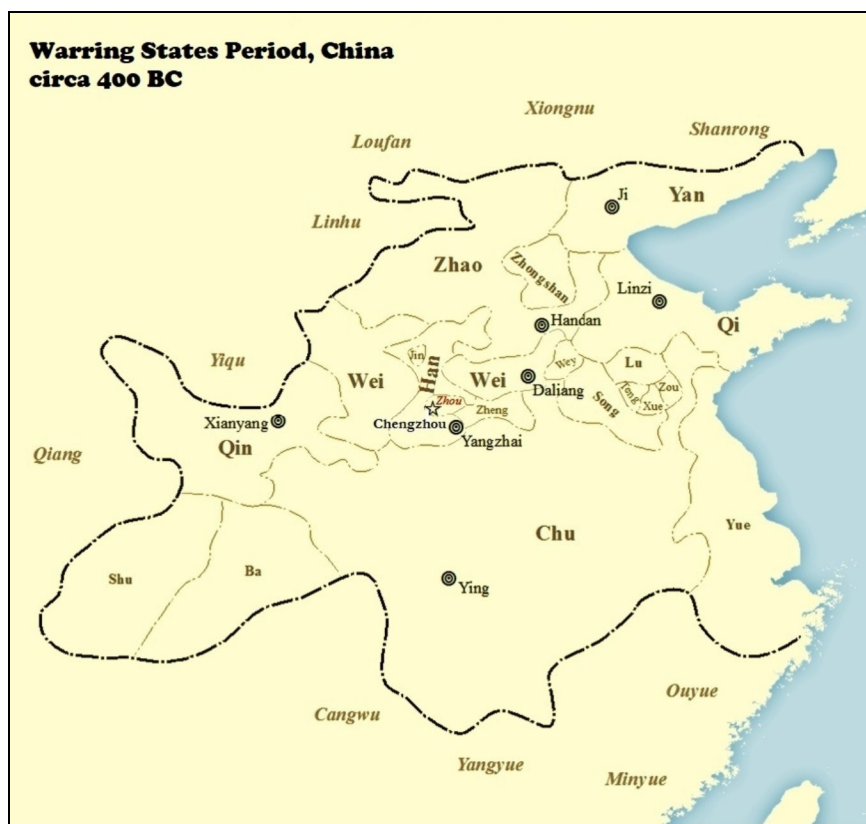 Warring States Period, China
circa 400 BC
Xiongnu
Shanrong
Loufan
Ji
Yan
Linhu
Zhao
Zhongshan
Linzi
Handan
Qi
Yiqu
Jin
Han
Wei
Wei
Wey
Lu
Daliang
Song
Teng
Zou
Xue
Zhou
Zheng
Xianyang
Chengzhou
Yangzhai
Qin
Qiang
Chu
Yue
Shu
Ba
Ying
Cangwu
Ouyue
Yangyue
Minyue